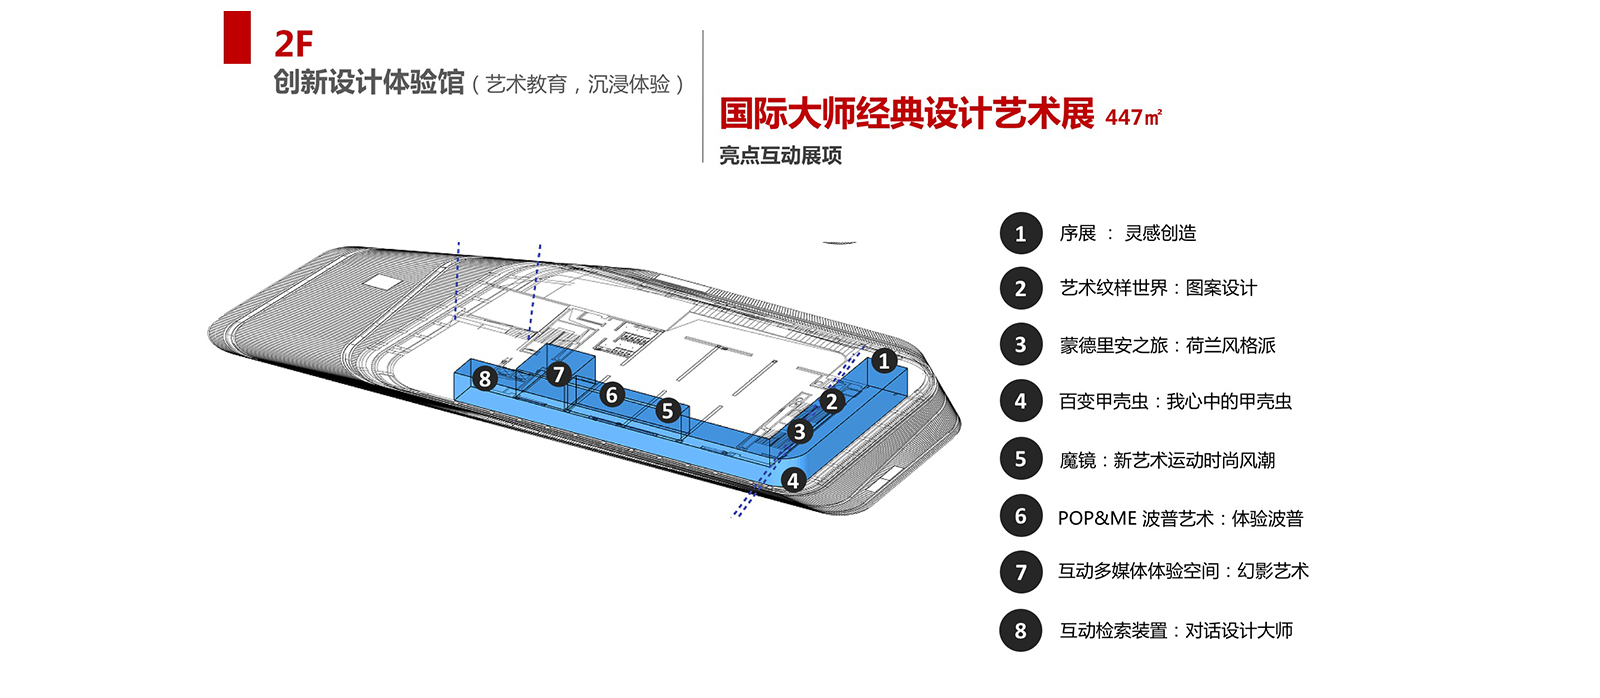 2F
创新设计体验馆（艺术教育，沉浸体验）
国际大师经典设计艺术展 447㎡
亮点互动展项
1 序展 ： 灵感创造
2 艺术纹样世界：图案设计
3 蒙德里安之旅：荷兰风格派
4 百变甲壳虫：我心中的甲壳虫
5 魔镜：新艺术运动时尚风潮
6 POP&ME 波普艺术：体验波普
7 互动多媒体体验空间：幻影艺术
8 互动检索装置：对话设计大师
1
2
3
4
5
6
7
8